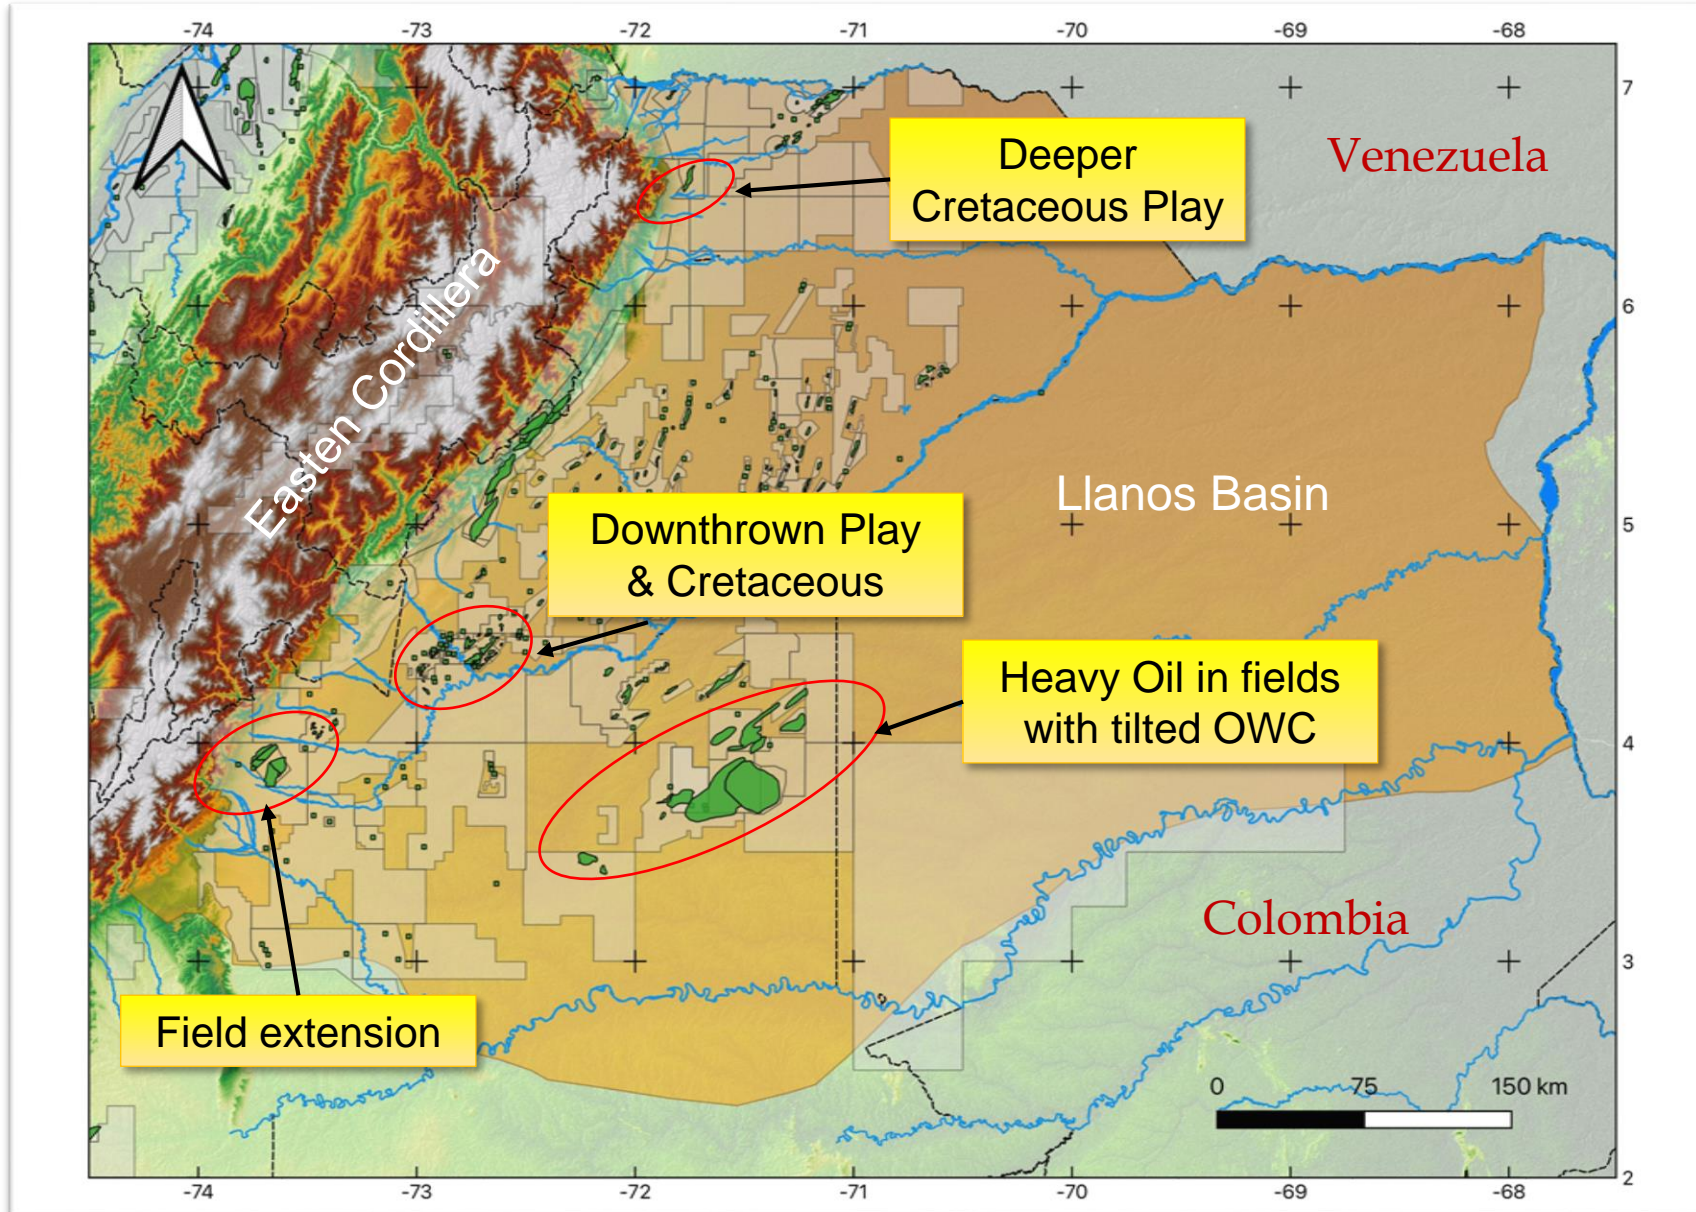 -74 -73 -72 -71 -70 -69 -68
7
Venezuela
Deeper
Cretaceous Play
6
Easten Cordillera
Llanos Basin
5
Downthrown Play
& Cretaceous
Heavy Oil in fields
with tilted OWC
4
Colombia
3
Field extension
0 75 150 km
2
-74 -73 -72 -71 -70 -69 -68